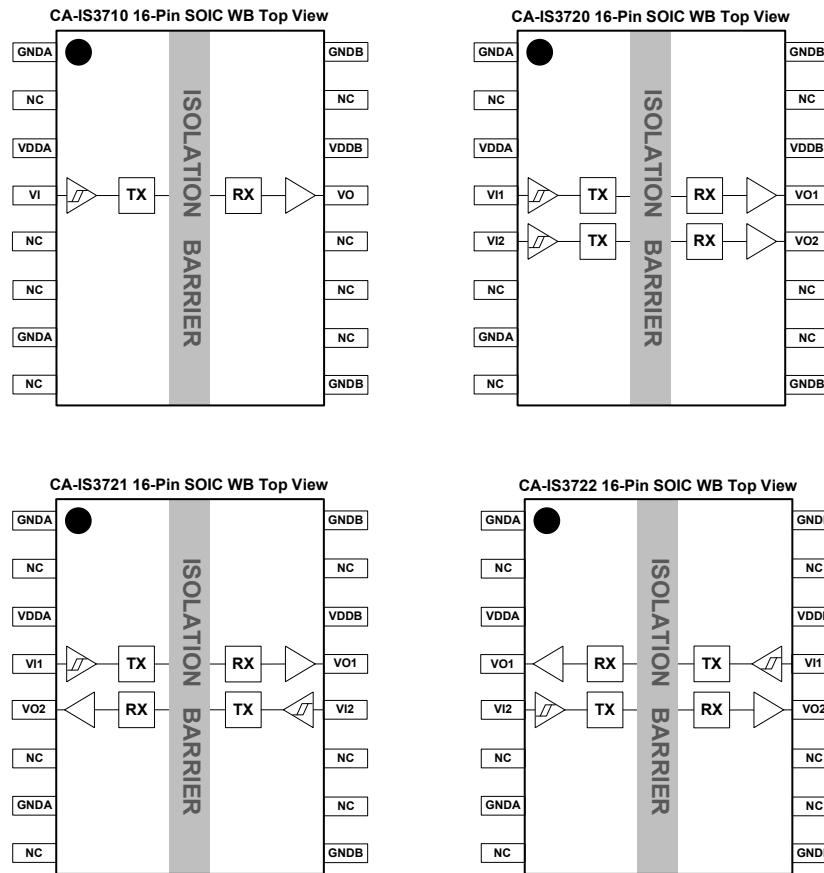 CA-IS3710 16-Pin SOIC WB Top View
GNDA
NC
VDDA
VI
NC
NC
GNDA
NC
TX
ISOLATION BARRIER
RX
GNDB
NC
VDDB
VO
NC
NC
NC
GNDB
CA-IS3720 16-Pin SOIC WB Top View
GNDA
NC
VDDA
VI1
VI2
NC
GNDA
NC
TX
TX
ISOLATION BARRIER
RX
RX
GNDB
NC
VDDB
VO1
VO2
NC
NC
GNDB
CA-IS3721 16-Pin SOIC WB Top View
GNDA
NC
VDDA
VI1
VO2
NC
GNDA
NC
TX
RX
ISOLATION BARRIER
RX
TX
GNDB
NC
VDDB
VO1
VI2
NC
NC
GNDB
CA-IS3722 16-Pin SOIC WB Top View
GNDA
NC
VDDA
VO1
VI2
NC
GNDA
NC
RX
TX
ISOLATION BARRIER
TX
RX
NC
VI1
VO2
NC
NC